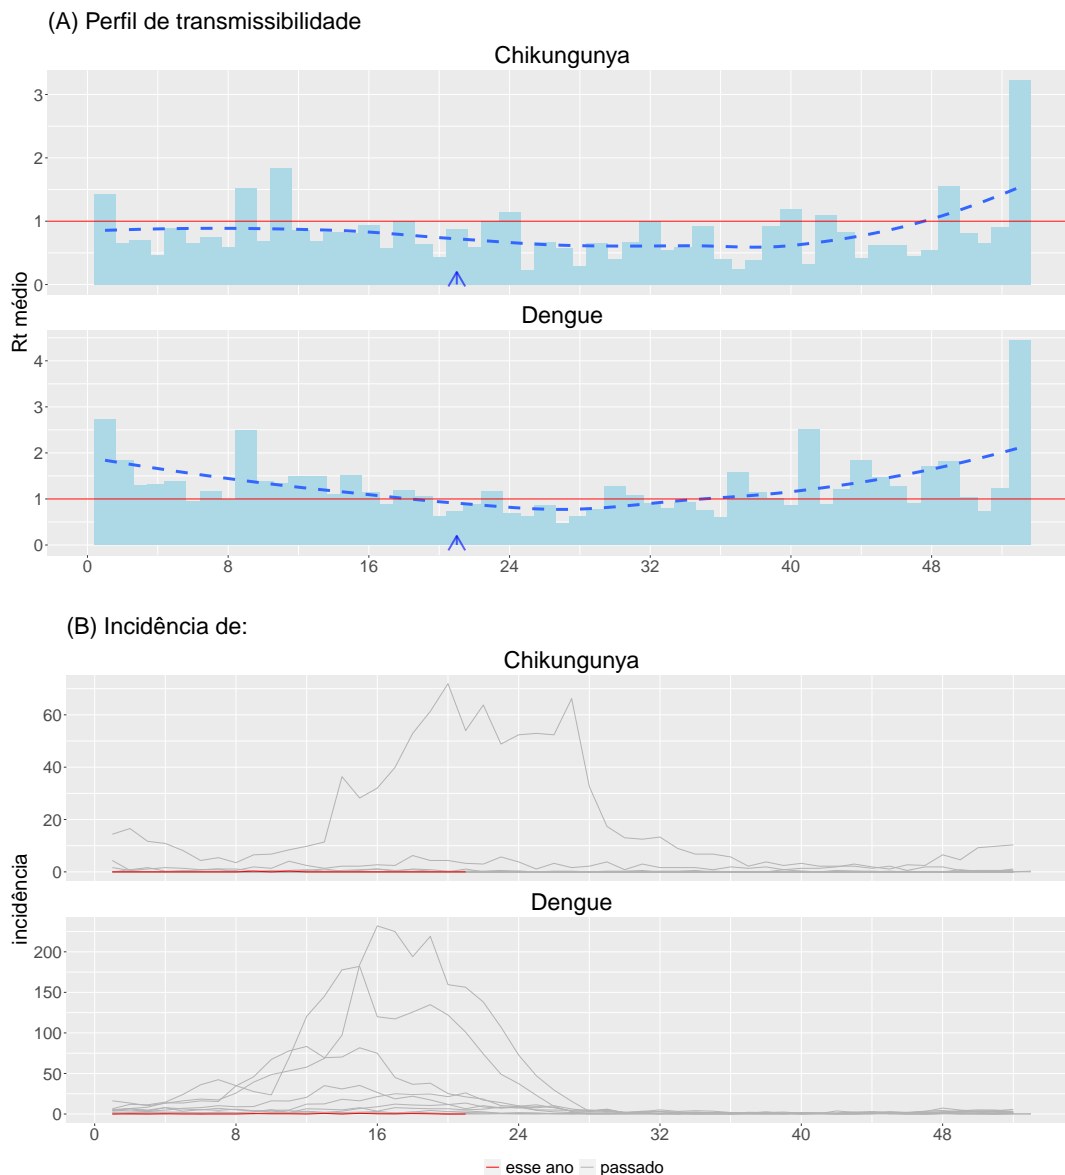 (A) Perfil de transmissibilidade
Chikungunya
3
2
1
0
Rt médio
Dengue
4
3
2
1
0
0 8 16 24 32 40 48
(B) Incidência de:
Chikungunya
60
40
20
0
incidência
Dengue
200
150
100
50
0
0 8 16 24 32 40 48
esse ano passado